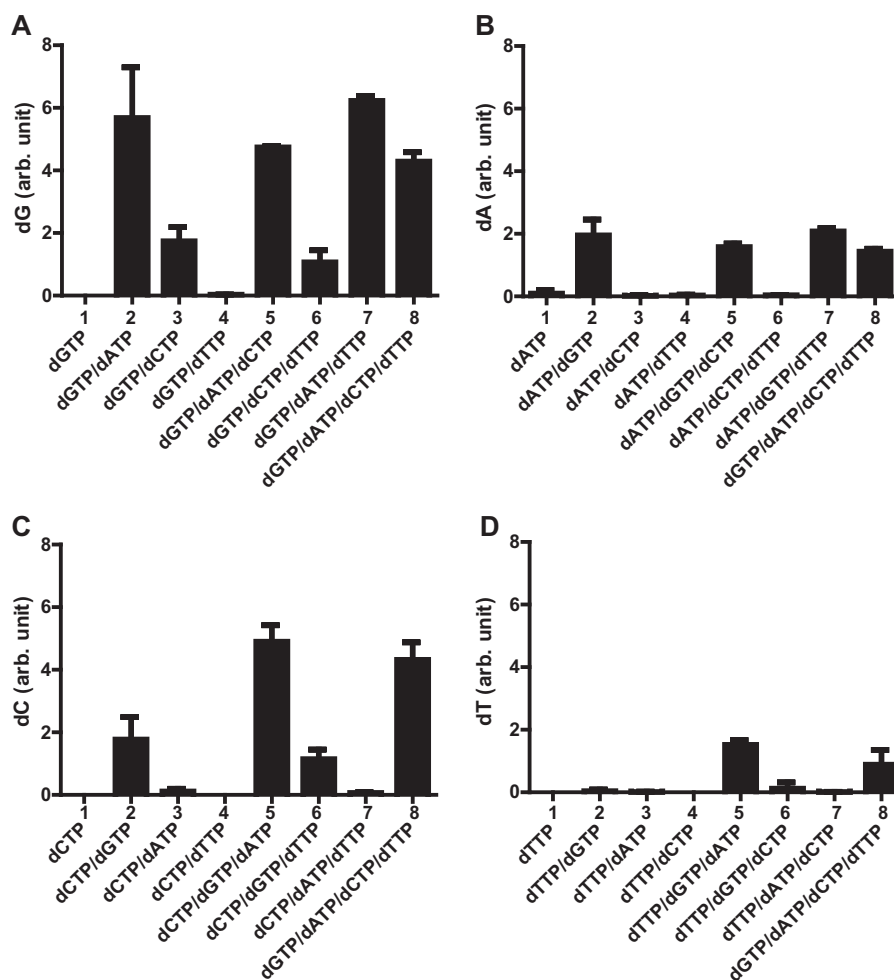 A
dG (arb. unit)
8
6
4
2
0
1 2 3 4 5 6 7 8
dGTP
dGTP/dATP
dGTP/dCTP
dGTP/dTTP
dGTP/dATP/dCTP
dGTP/dCTP/dTTP
dGTP/dATP/dTTP
dGTP/dATP/dCTP/dTTP
B
dA (arb. unit)
8
6
4
2
0
1 2 3 4 5 6 7 8
dATP
dATP/dGTP
dATP/dCTP
dATP/dTTP
dATP/dGTP/dCTP
dATP/dCTP/dTTP
dATP/dGTP/dTTP
dGTP/dATP/dCTP/dTTP
C
dC (arb. unit)
8
6
4
2
0
1 2 3 4 5 6 7 8
dCTP
dCTP/dGTP
dCTP/dATP
dCTP/dTTP
dCTP/dGTP/dATP
dCTP/dGTP/dTTP
dCTP/dATP/dTTP
dGTP/dATP/dCTP/dTTP
D
dT (arb. unit)
8
6
4
2
0
1 2 3 4 5 6 7 8
dTTP
dTTP/dGTP
dTTP/dATP
dTTP/dCTP
dTTP/dGTP/dATP
dTTP/dGTP/dCTP
dTTP/dATP/dCTP
dGTP/dATP/dCTP/dTTP